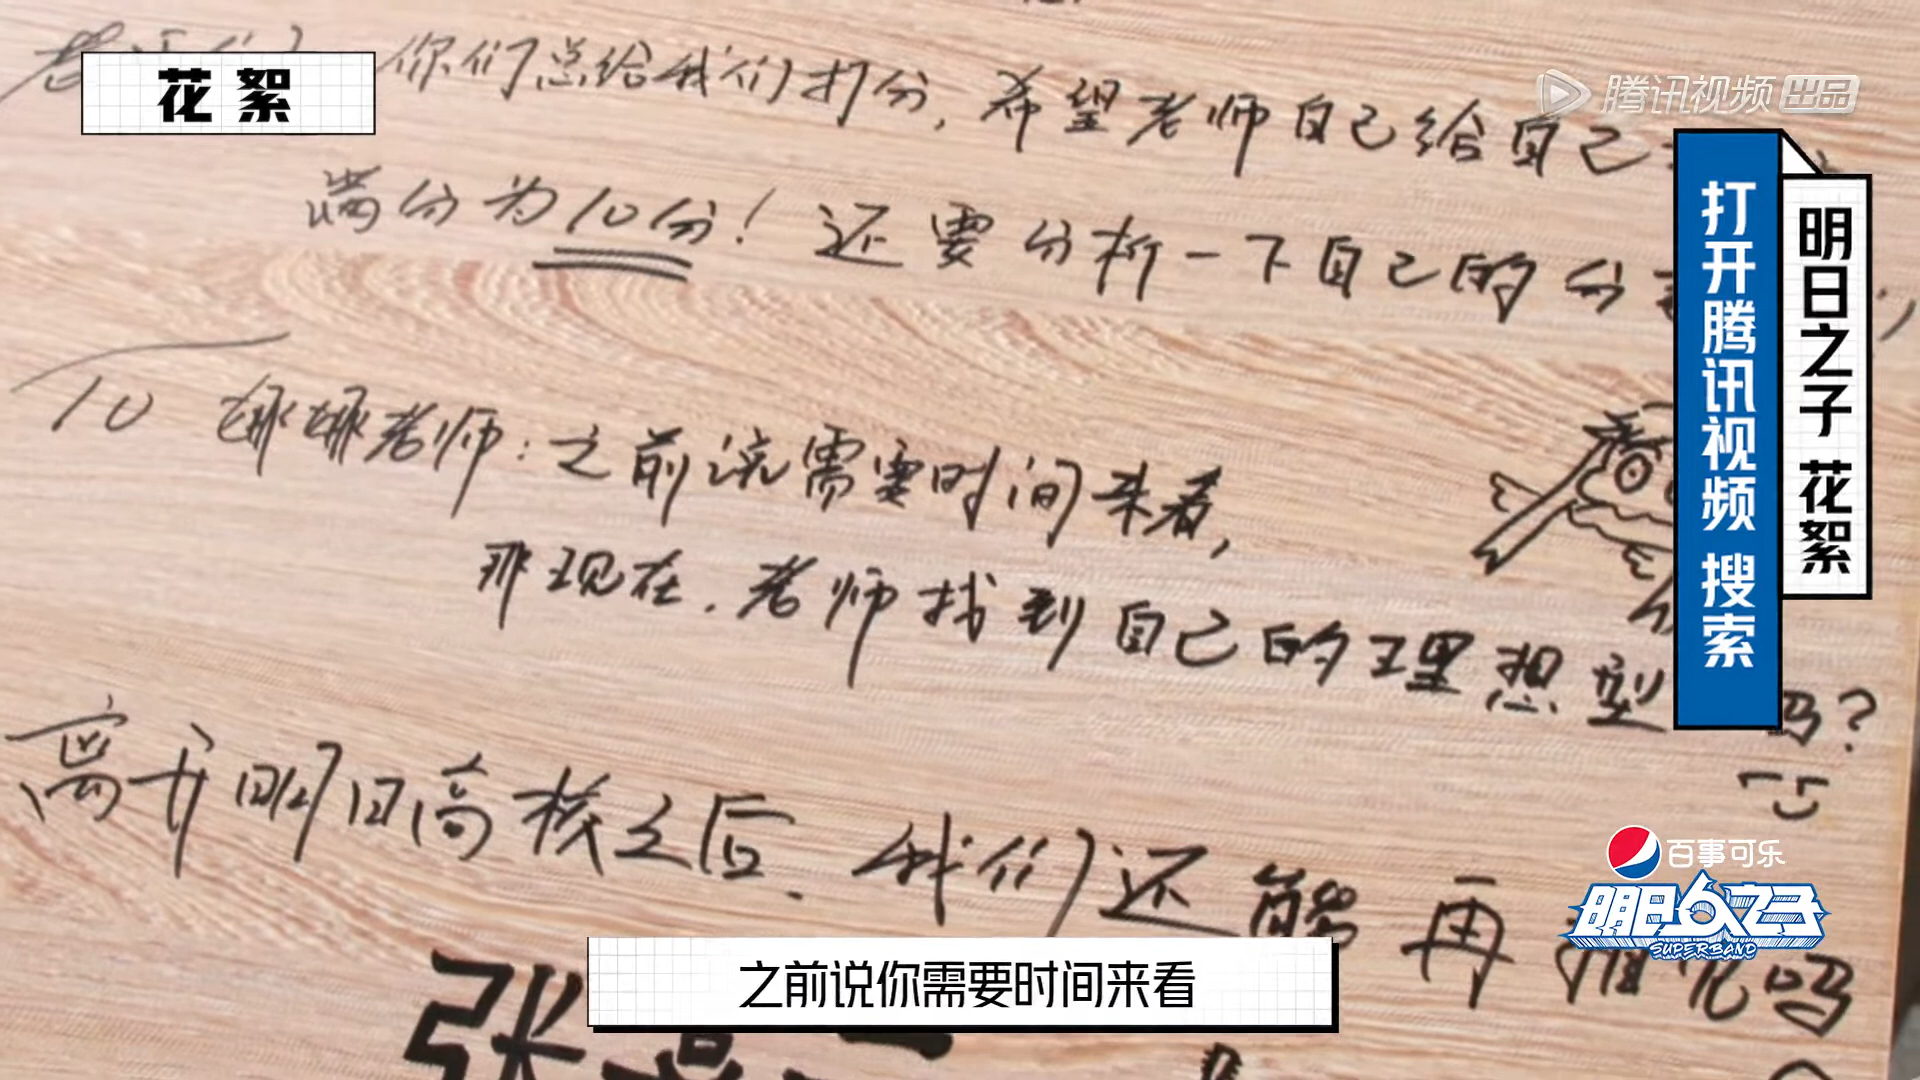 花絮
你们总给我们打分，希望老师自己给自己
满分为10分！还要分析一下自己的分
10 娜娜老师：之前说需要时间来看，
那现在，老师找到自己的理想型吗？
离开明日高校之后，我们还能再 吗
张
之前说你需要时间来看
腾讯视频 出品
打开腾讯视频 搜索
明日之子 花絮
百事可乐
明日之子
SUPERBAND